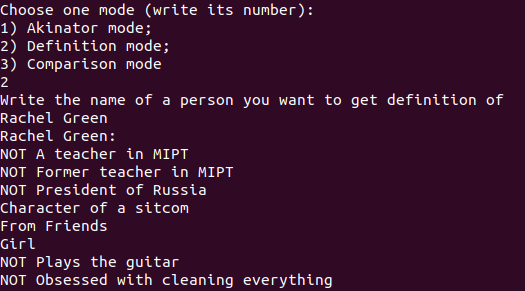 Choose one mode (write its number):
1) Akinator mode;
2) Definition mode;
3) Comparison mode
2
Write the name of a person you want to get definition of
Rachel Green
Rachel Green:
NOT A teacher in MIPT
NOT Former teacher in MIPT
NOT President of Russia
Character of a sitcom
From Friends
Girl
NOT Plays the guitar
NOT Obsessed with cleaning everything